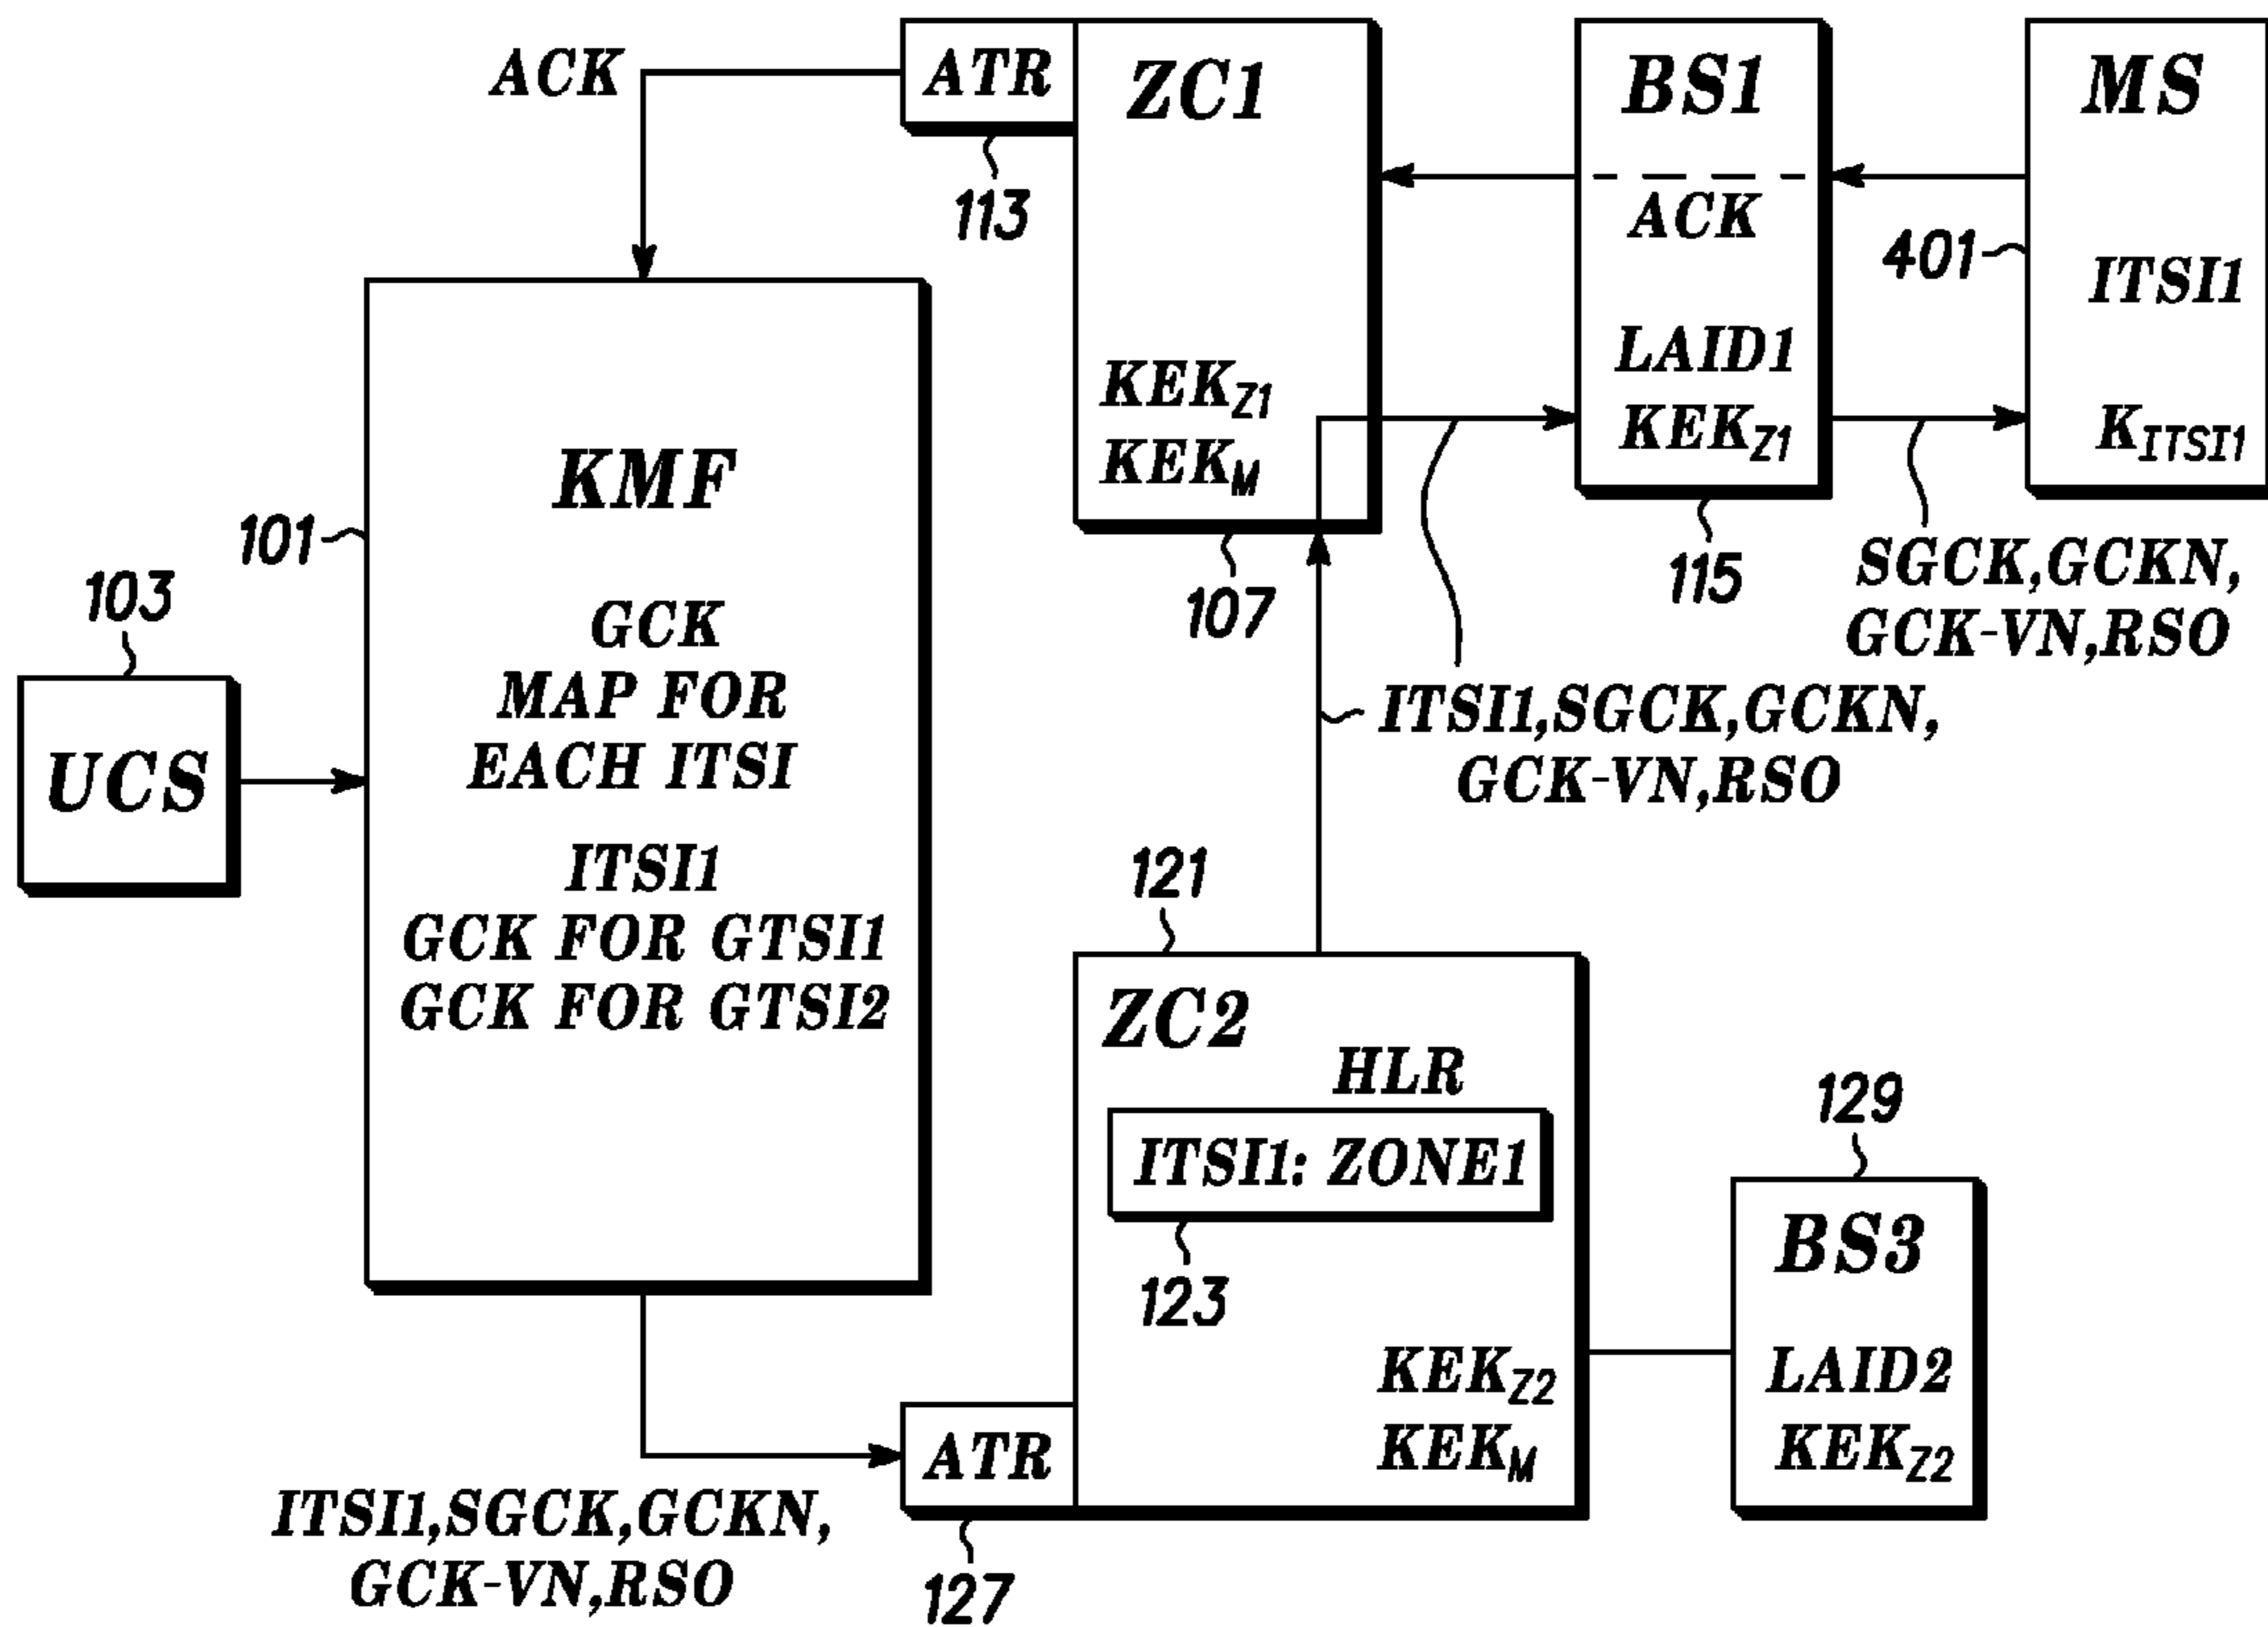 ACK
ATR
ZC1
113
KEKZ1
KEKM
107
BS1
ACK
LAID1
KEKZ1
115
MS
401
ITSI1
KITSI1
SGCK,GCKN,
GCK-VN,RSO
ITSI1,SGCK,GCKN,
GCK-VN,RSO
101
KMF
GCK
MAP FOR
EACH ITSI
ITSI1
GCK FOR GTSI1
GCK FOR GTSI2
103
UCS
121
ZC2
HLR
ITSI1: ZONE1
123
KEKZ2
KEKM
129
BS3
LAID2
KEKZ2
ATR
127
ITSI1,SGCK,GCKN,
GCK-VN,RSO